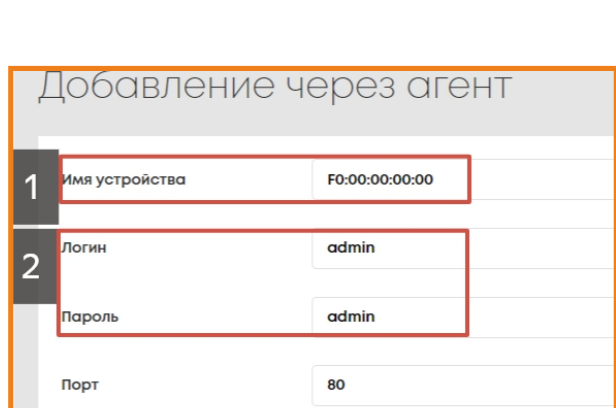 Добавление через агент
1
Имя устройства F0:00:00:00:00
2
Логин admin
Пароль admin
Порт 80